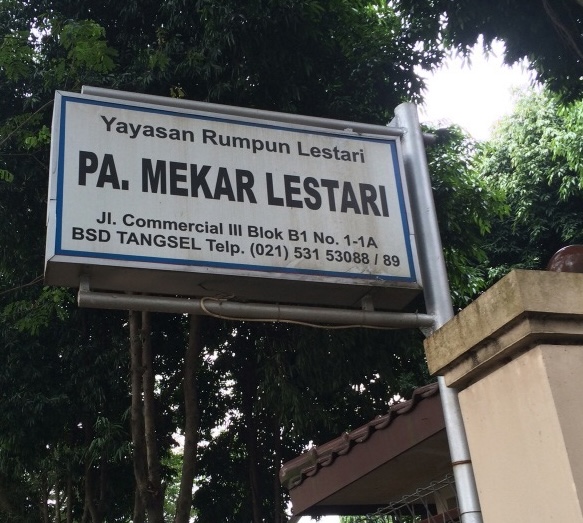 Yayasan Rumpun Lestari
PA. MEKAR LESTARI
Jl. Commercial III Blok B1 No. 1-1A
BSD TANGSEL Telp. (021) 531 53088 / 89